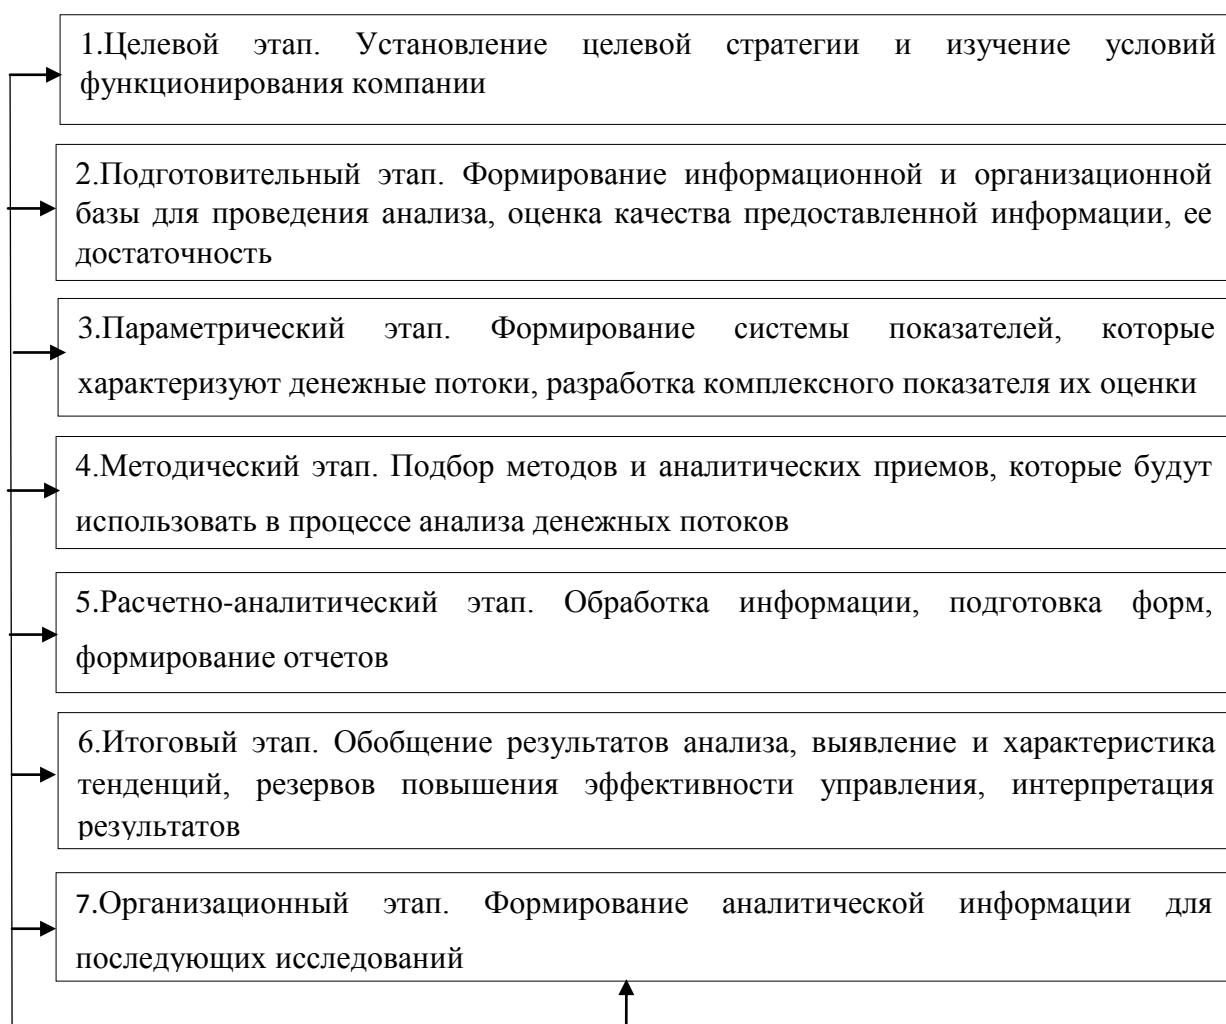 1.Целевой этап. Установление целевой стратегии и изучение условий
функционирования компании
2.Подготовительный этап. Формирование информационной и организационной
базы для проведения анализа, оценка качества предоставленной информации, ее
достаточность
3.Параметрический этап. Формирование системы показателей, которые
характеризуют денежные потоки, разработка комплексного показателя их оценки
4.Методический этап. Подбор методов и аналитических приемов, которые будут
использовать в процессе анализа денежных потоков
5.Расчетно-аналитический этап. Обработка информации, подготовка форм,
формирование отчетов
6.Итоговый этап. Обобщение результатов анализа, выявление и характеристика
тенденций, резервов повышения эффективности управления, интерпретация
результатов
7.Организационный этап. Формирование аналитической информации для
последующих исследований